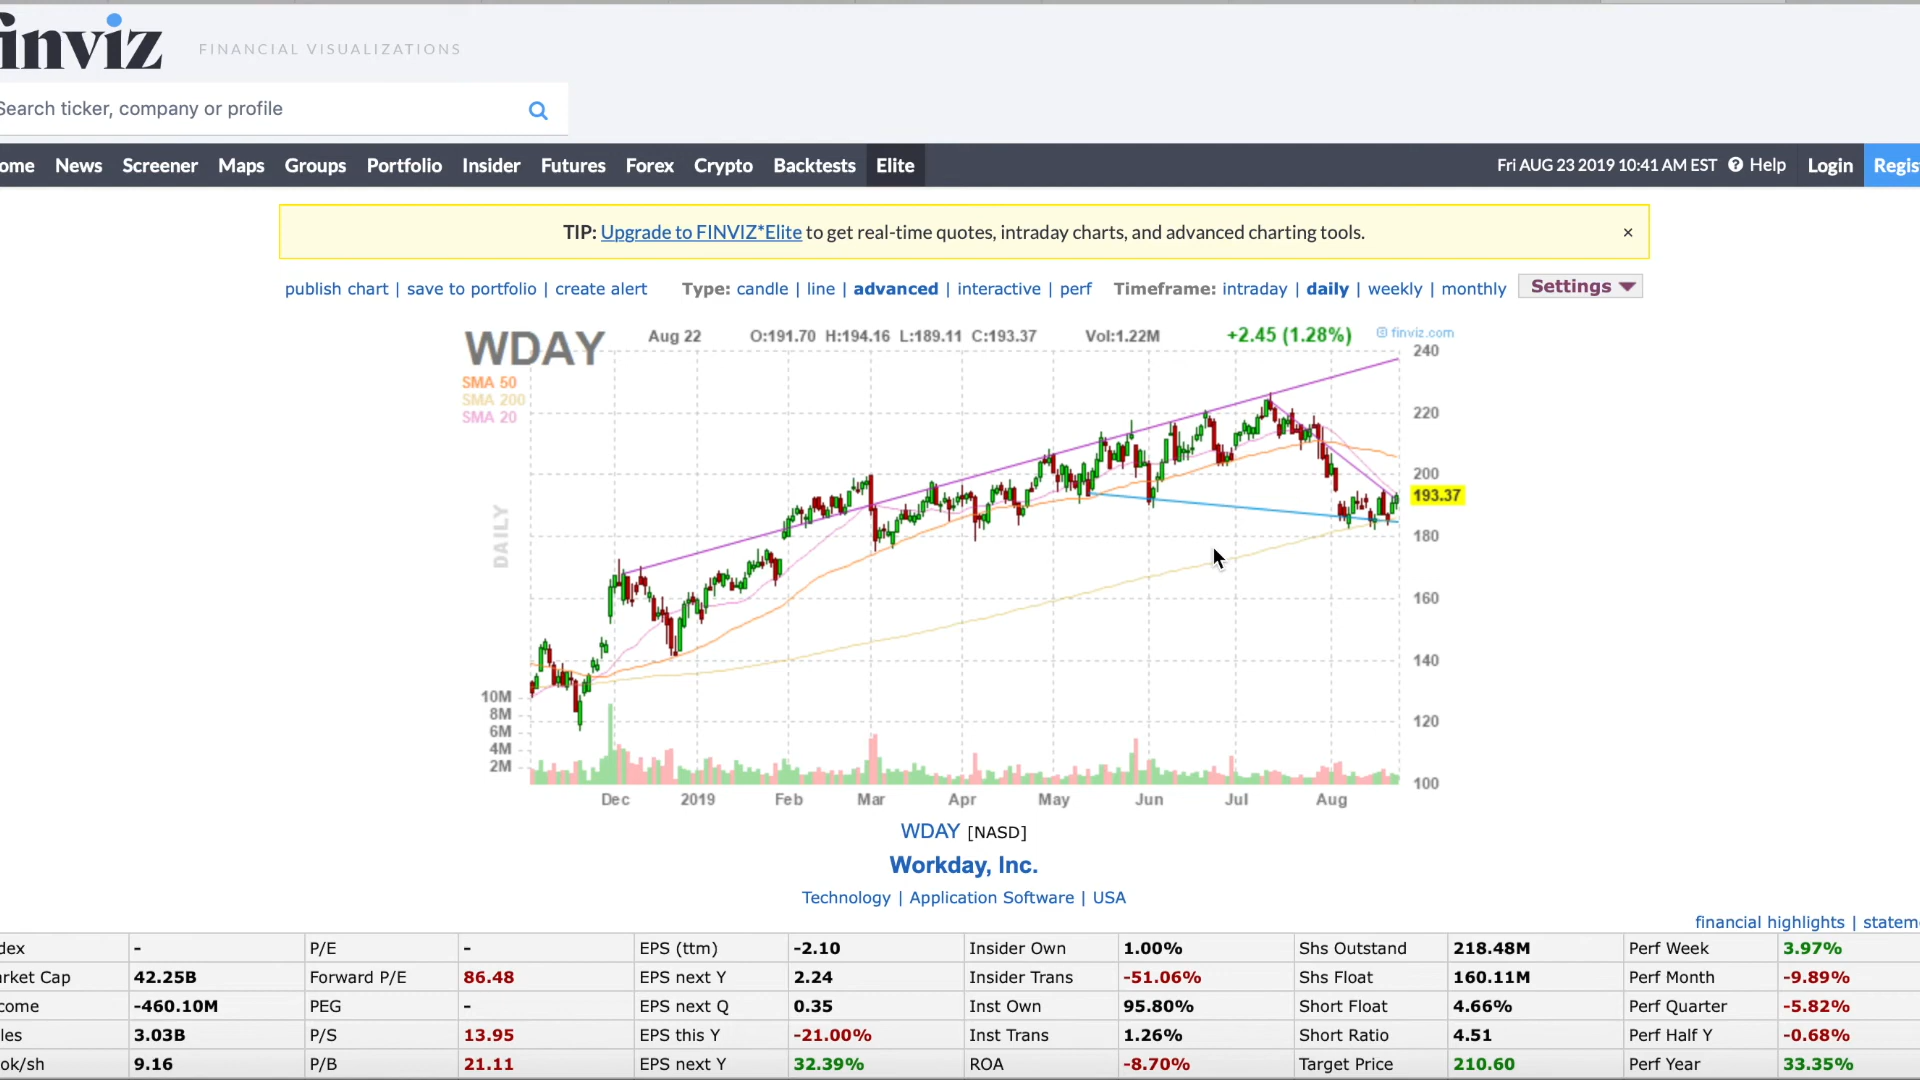 inviz FINANCIAL VISUALIZATIONS
Search ticker, company or profile
ome News Screener Maps Groups Portfolio Insider Futures Forex Crypto Backtests Elite Fri AUG 23 2019 10:41 AM EST Help Login Regis
TIP: Upgrade to FINVIZ*Elite to get real-time quotes, intraday charts, and advanced charting tools. ×
publish chart | save to portfolio | create alert Type: candle | line | advanced | interactive | perf Timeframe: intraday | daily | weekly | monthly Settings
WDAY Aug 22 O:191.70 H:194.16 L:189.11 C:193.37 Vol:1.22M +2.45 (1.28%) © finviz.com
SMA 50
SMA 200
SMA 20
DAILY
240
220
200
193.37
180
160
140
120
100
10M
8M
6M
4M
2M
Dec 2019 Feb Mar Apr May Jun Jul Aug
WDAY [NASD]
Workday, Inc.
Technology | Application Software | USA
financial highlights | statem
dex - P/E - EPS (ttm) -2.10 Insider Own 1.00% Shs Outstand 218.48M Perf Week 3.97%
rket Cap 42.25B Forward P/E 86.48 EPS next Y 2.24 Insider Trans -51.06% Shs Float 160.11M Perf Month -9.89%
come -460.10M PEG - EPS next Q 0.35 Inst Own 95.80% Short Float 4.66% Perf Quarter -5.82%
les 3.03B P/S 13.95 EPS this Y -21.00% Inst Trans 1.26% Short Ratio 4.51 Perf Half Y -0.68%
ok/sh 9.16 P/B 21.11 EPS next Y 32.39% ROA -8.70% Target Price 210.60 Perf Year 33.35%